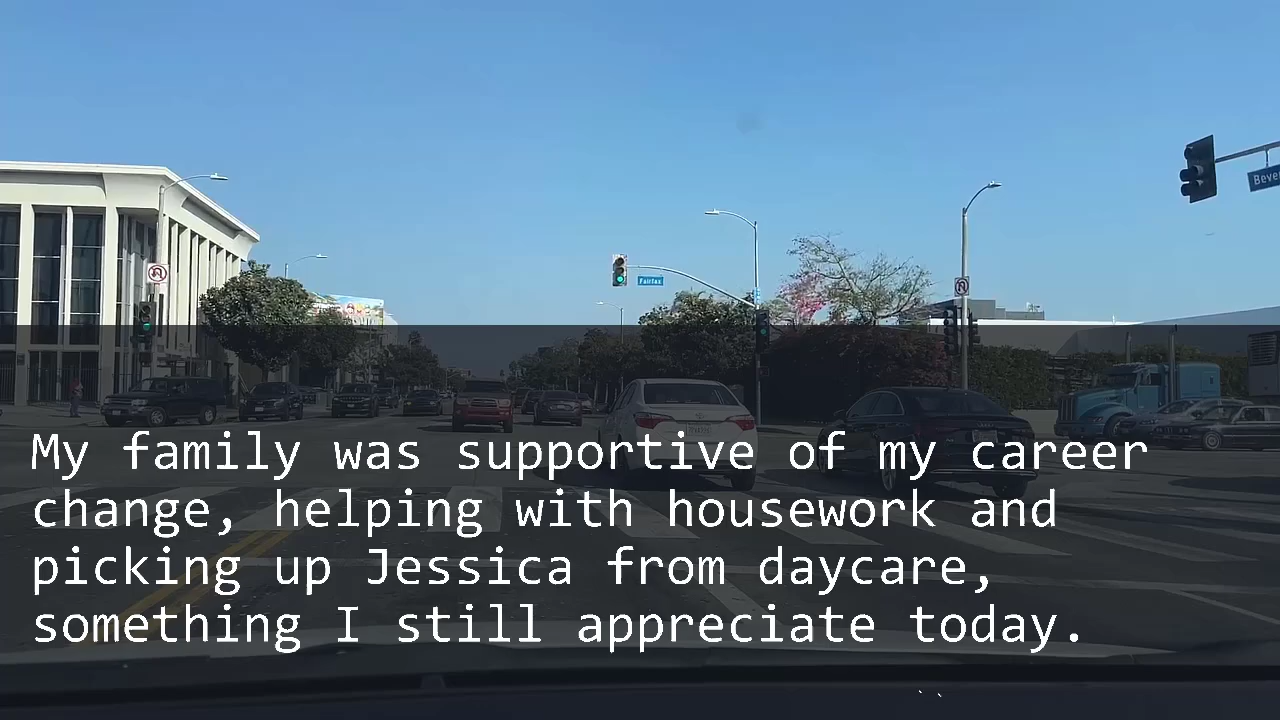 Beve
Fairfax
My family was supportive of my career
change, helping with housework and
picking up Jessica from daycare,
something I still appreciate today.